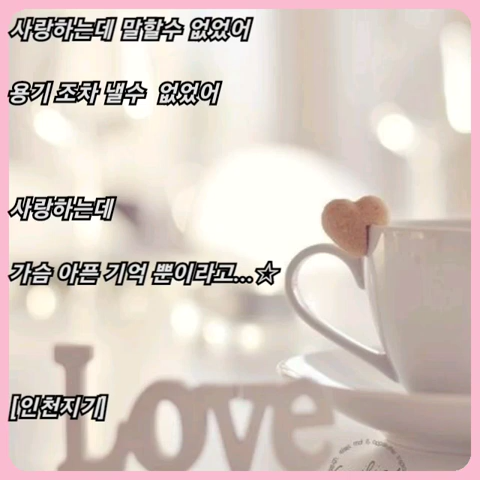 사랑하는데 말할수 없었어
용기 조차 낼수 없었어
사랑하는데
가슴 아픈 기억 뿐이라고...☆
[인천지기]
Love